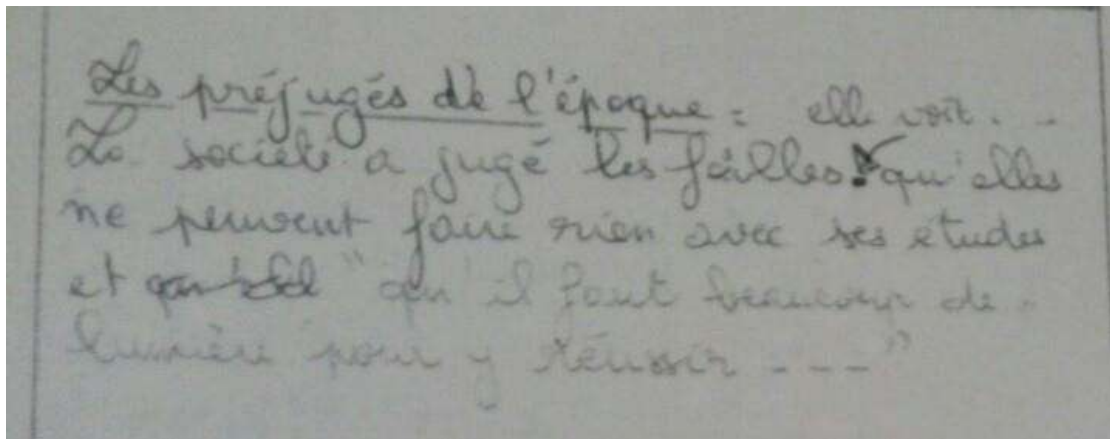 Les préjugés de l'époque : elle voit...
La société a jugé les failles qu'elles
ne peuvent faire rien avec ses études
et "qu'il faut beaucoup de
lumière pour y réussir ---"